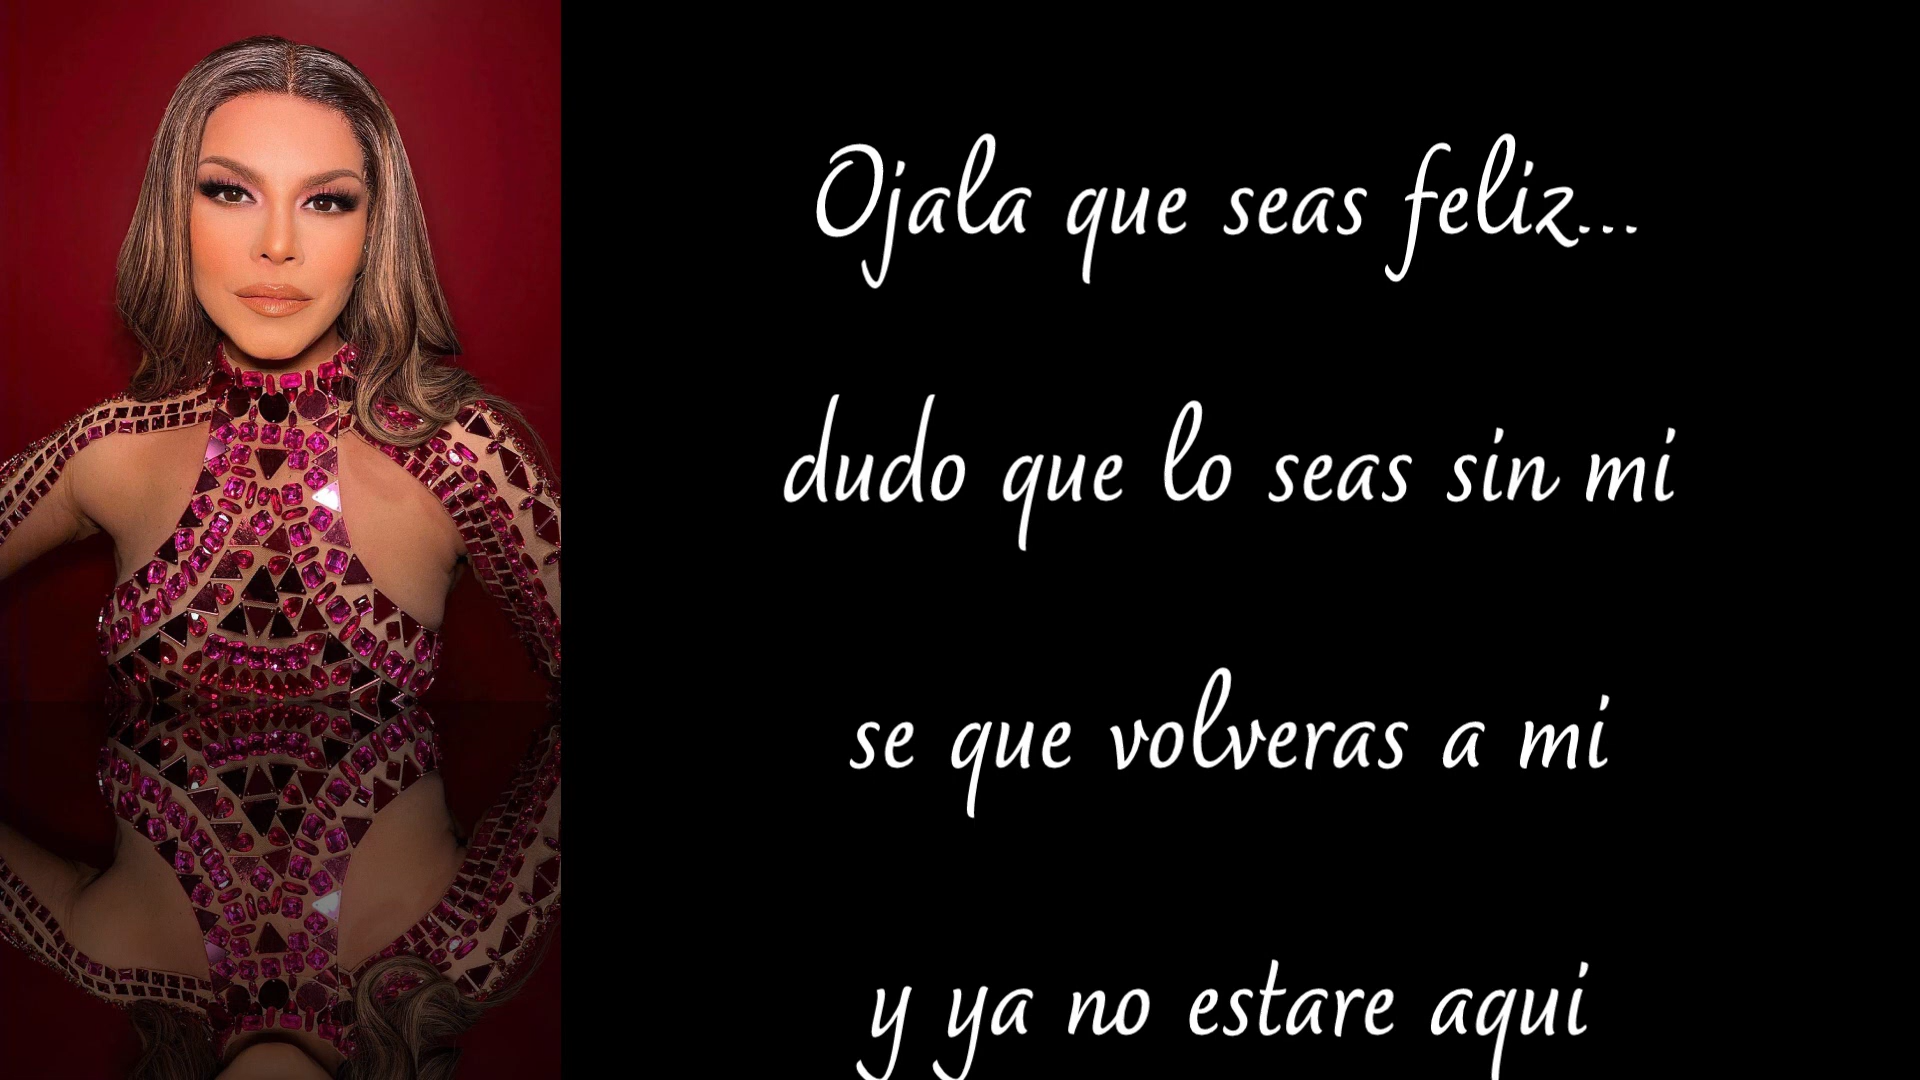 Ojala que seas feliz...
dudo que lo seas sin mi
se que volveras a mi
y ya no estare aqui